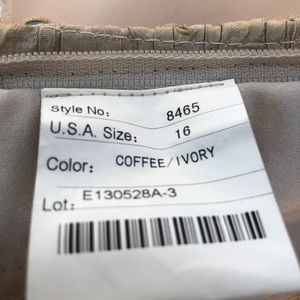 Style No: 8465
U.S.A. Size: 16
Color: COFFEE/IVORY
Lot: E130528A-3